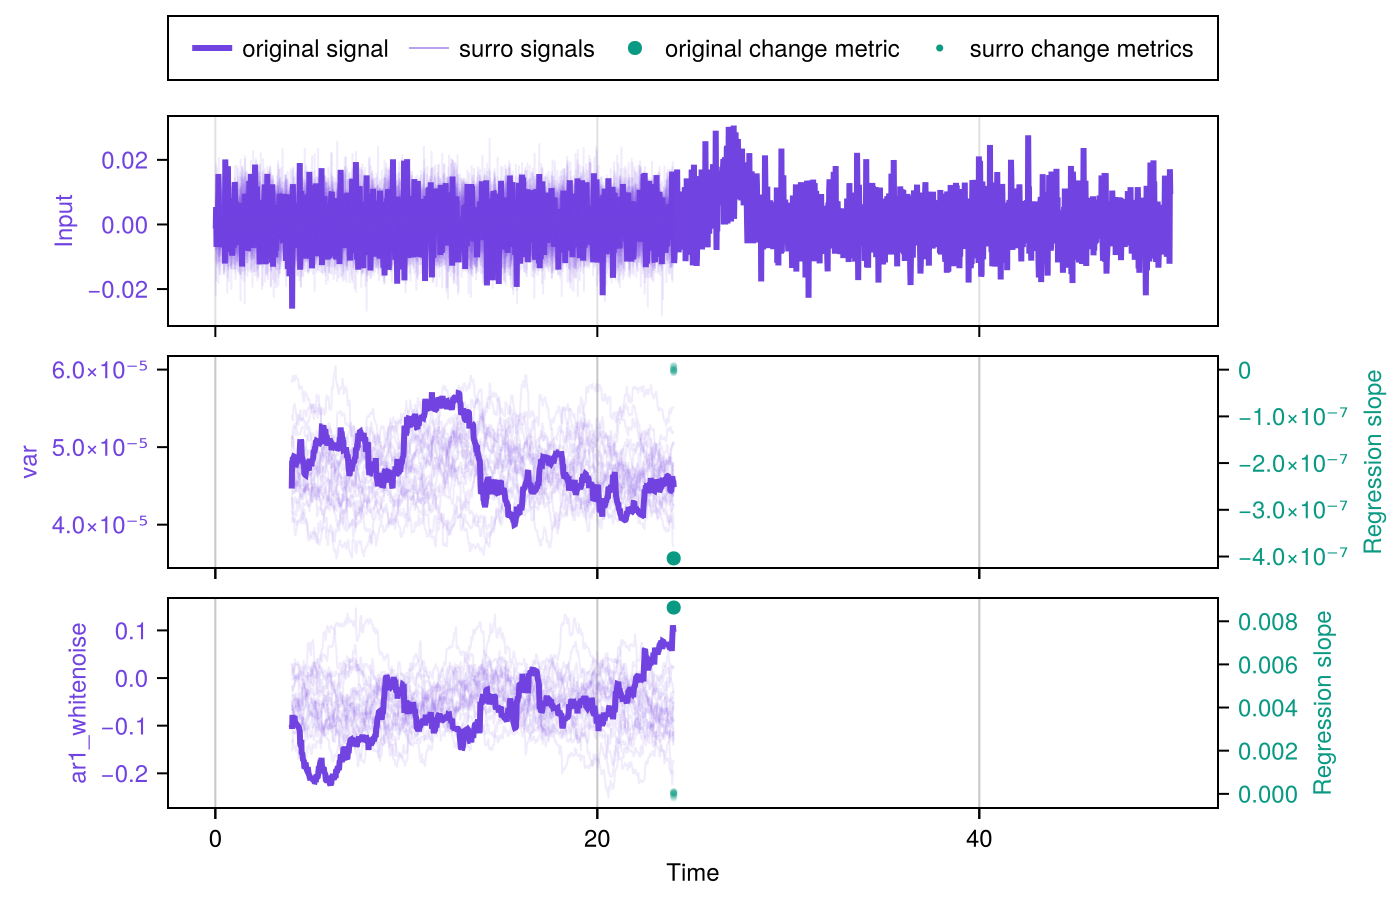 original signal surro signals original change metric surro change metrics
Input
0.02
0.00
−0.02
var
6.0×10⁻⁵
5.0×10⁻⁵
4.0×10⁻⁵
0
−1.0×10⁻⁷
−2.0×10⁻⁷
−3.0×10⁻⁷
−4.0×10⁻⁷
Regression slope
ar1_whitenoise
0.1
0.0
−0.1
−0.2
0.008
0.006
0.004
0.002
0.000
Regression slope
0 20 40
Time